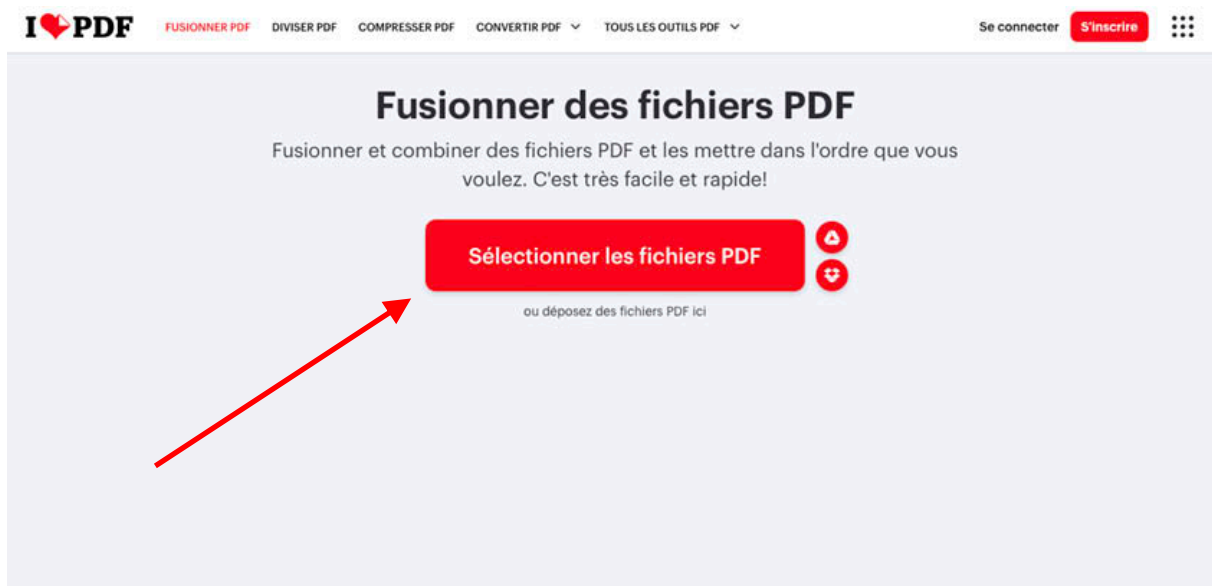 I PDF
FUSIONNER PDF
DIVISER PDF
COMPRESSER PDF
CONVERTIR PDF
TOUS LES OUTILS PDF
Se connecter
S'inscrire
Fusionner des fichiers PDF
Fusionner et combiner des fichiers PDF et les mettre dans l'ordre que vous
voulez. C'est très facile et rapide!
Sélectionner les fichiers PDF
ou déposez des fichiers PDF ici